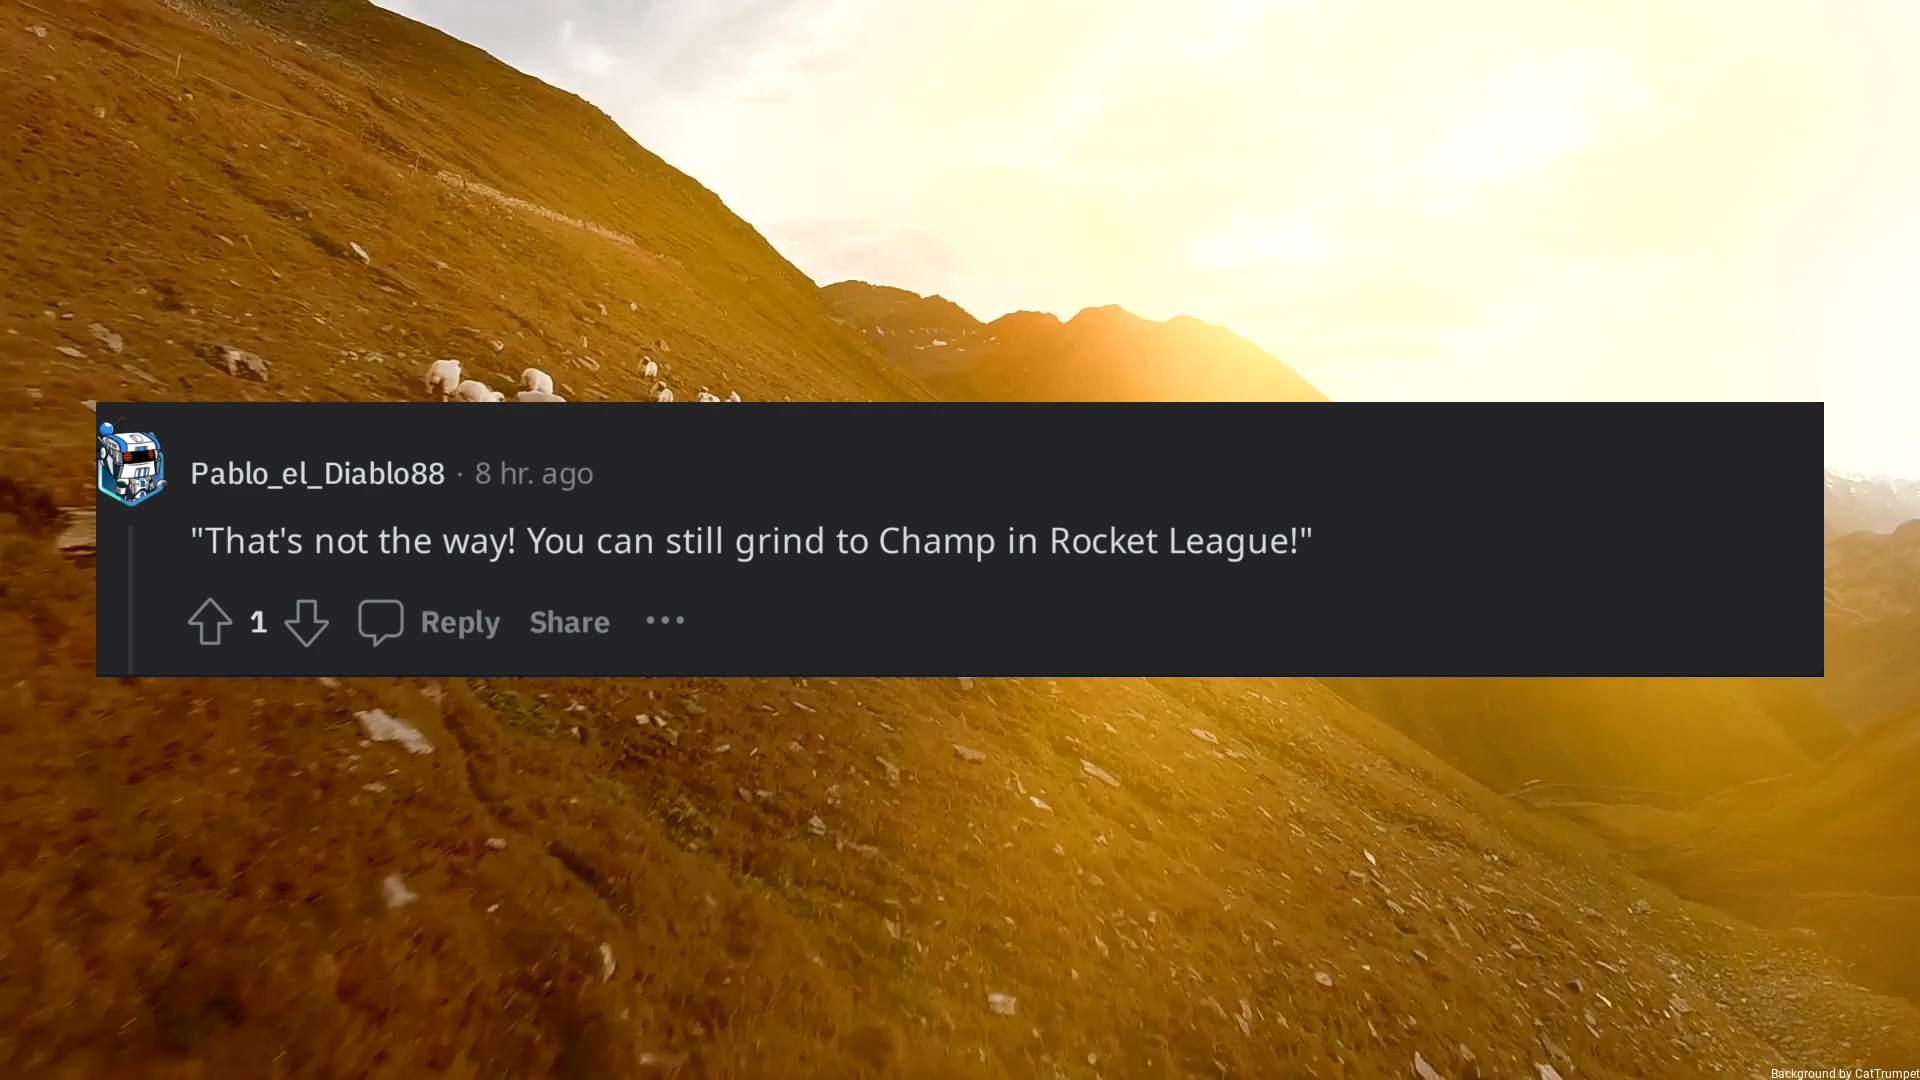 Pablo_el_Diablo88 · 8 hr. ago
"That's not the way! You can still grind to Champ in Rocket League!"
1 Reply Share ...
Background by CatTrumpet